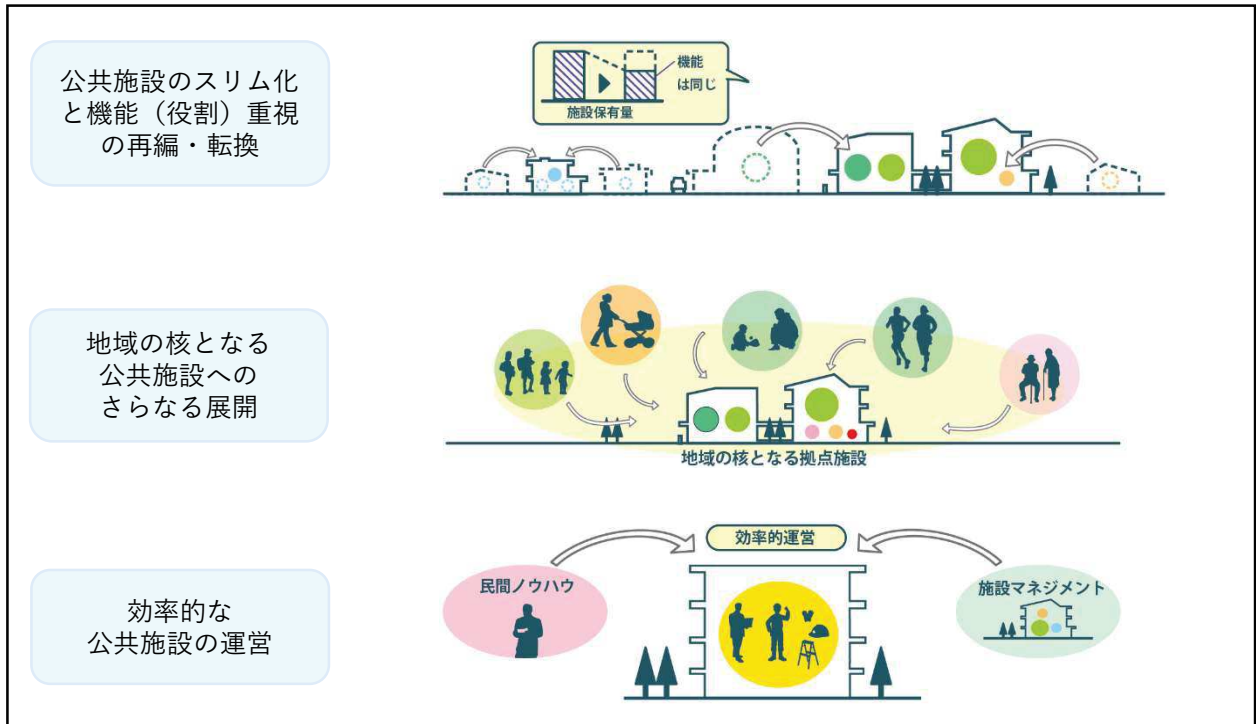 公共施設のスリム化
と機能（役割）重視
の再編・転換
機能
は同じ
施設保有量
地域の核となる
公共施設への
さらなる展開
地域の核となる拠点施設
効率的な
公共施設の運営
効率的運営
民間ノウハウ
施設マネジメント